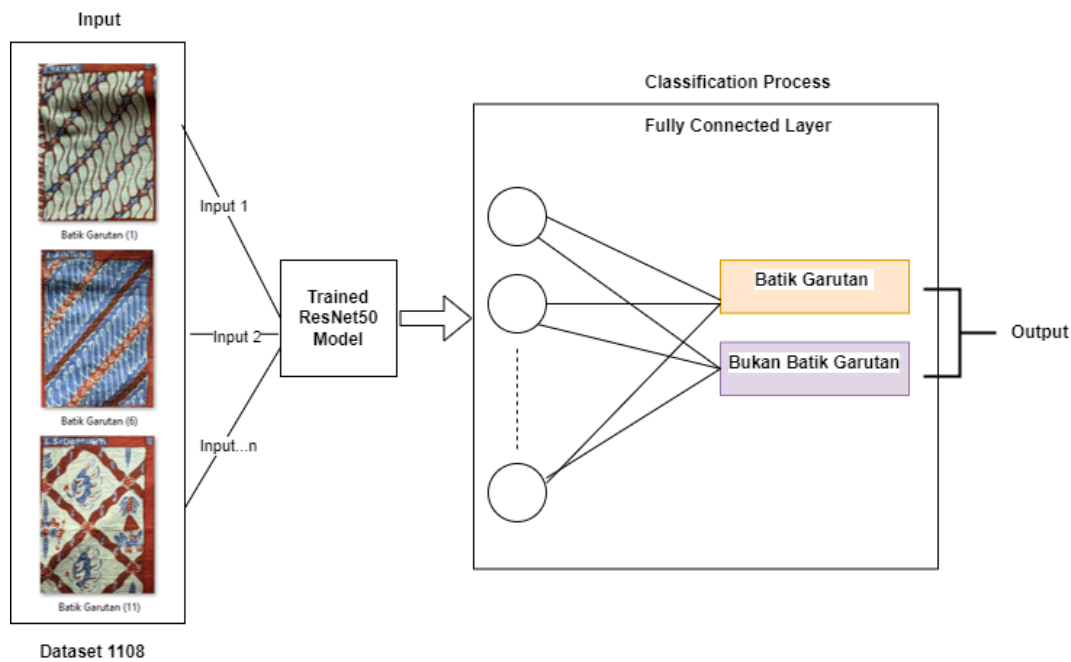 Input
Batik Garutan (1)
Batik Garutan (6)
Batik Garutan (11)
Dataset 1108
Input 1
Input 2
Input...n
Trained
ResNet50
Model
Classification Process
Fully Connected Layer
Batik Garutan
Bukan Batik Garutan
Output